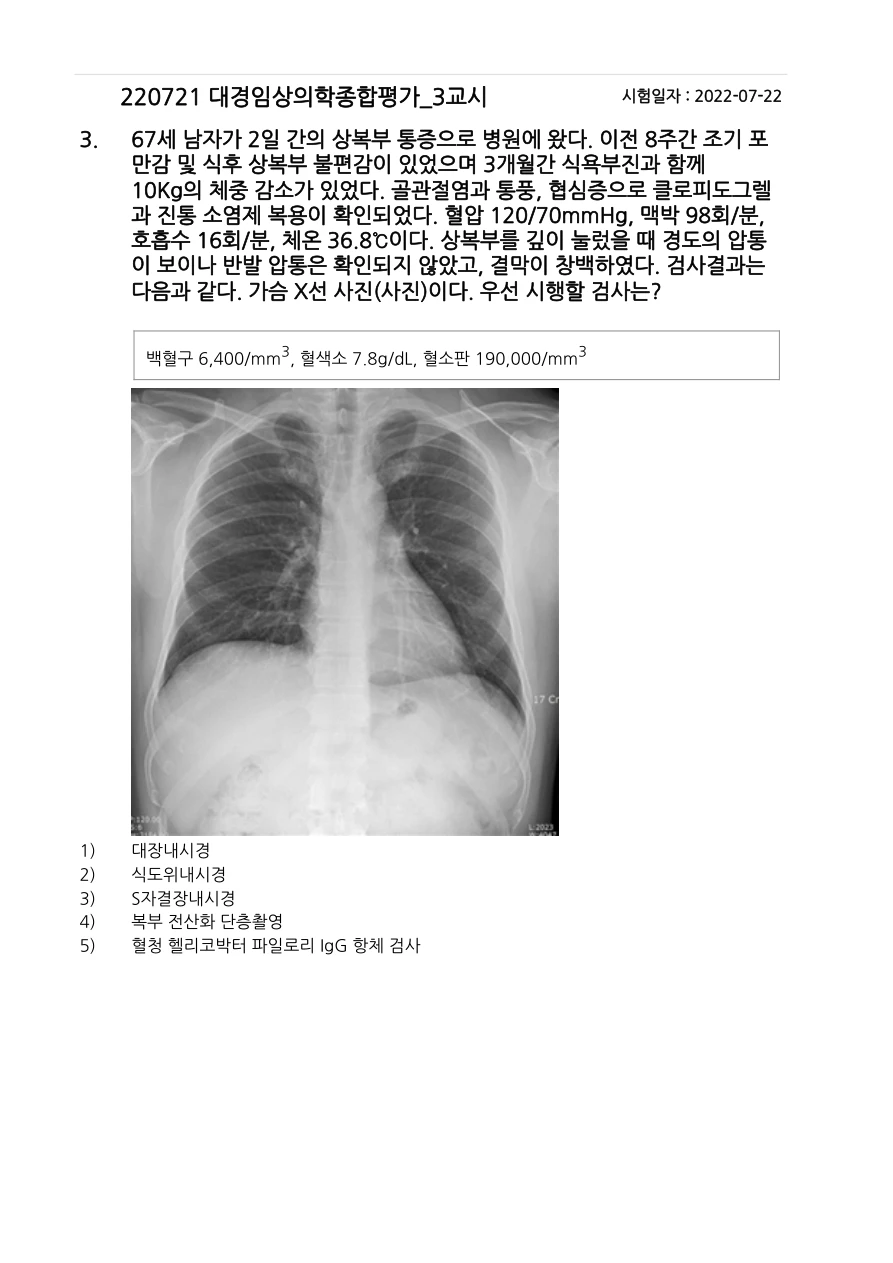 220721 대경임상의학종합평가_3교시
시험일자 : 2022-07-22
3. 67세 남자가 2일 간의 상복부 통증으로 병원에 왔다. 이전 8주간 조기 포
만감 및 식후 상복부 불편감이 있었으며 3개월간 식욕부진과 함께
10Kg의 체중 감소가 있었다. 골관절염과 통풍, 협심증으로 클로피도그렐
과 진통 소염제 복용이 확인되었다. 혈압 120/70mmHg, 맥박 98회/분,
호흡수 16회/분, 체온 36.8℃이다. 상복부를 깊이 눌렀을 때 경도의 압통
이 보이나 반발 압통은 확인되지 않았고, 결막이 창백하였다. 검사결과는
다음과 같다. 가슴 X선 사진(사진)이다. 우선 시행할 검사는?
백혈구 6,400/mm³, 혈색소 7.8g/dL, 혈소판 190,000/mm³
17 Cr
L:2023
1) 대장내시경
2) 식도위내시경
3) S자결장내시경
4) 복부 전산화 단층촬영
5) 혈청 헬리코박터 파일로리 IgG 항체 검사